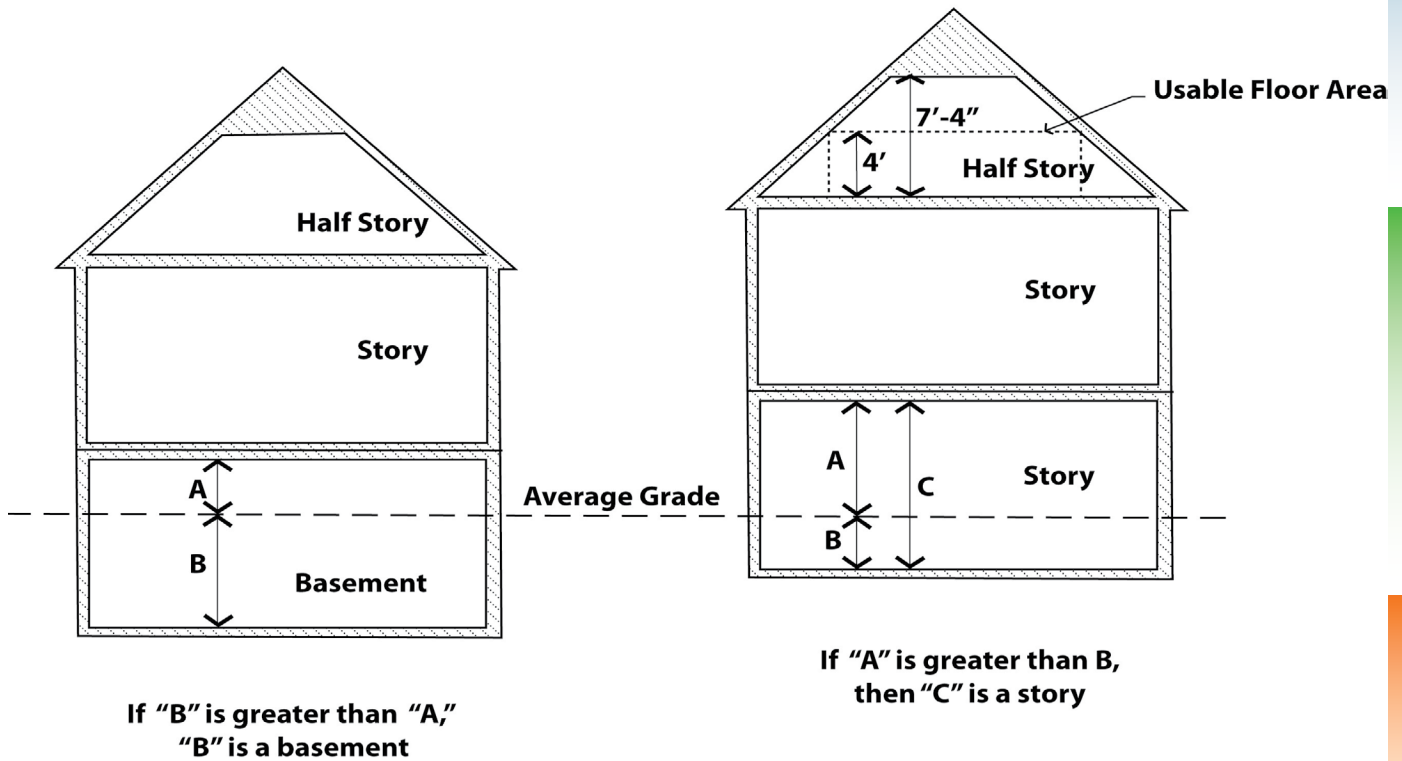 Half Story
Story
A
B
Basement
If “B” is greater than “A,”
“B” is a basement
Average Grade
Usable Floor Area
7’-4”
4’
Half Story
Story
A
C
Story
B
If “A” is greater than B,
then “C” is a story